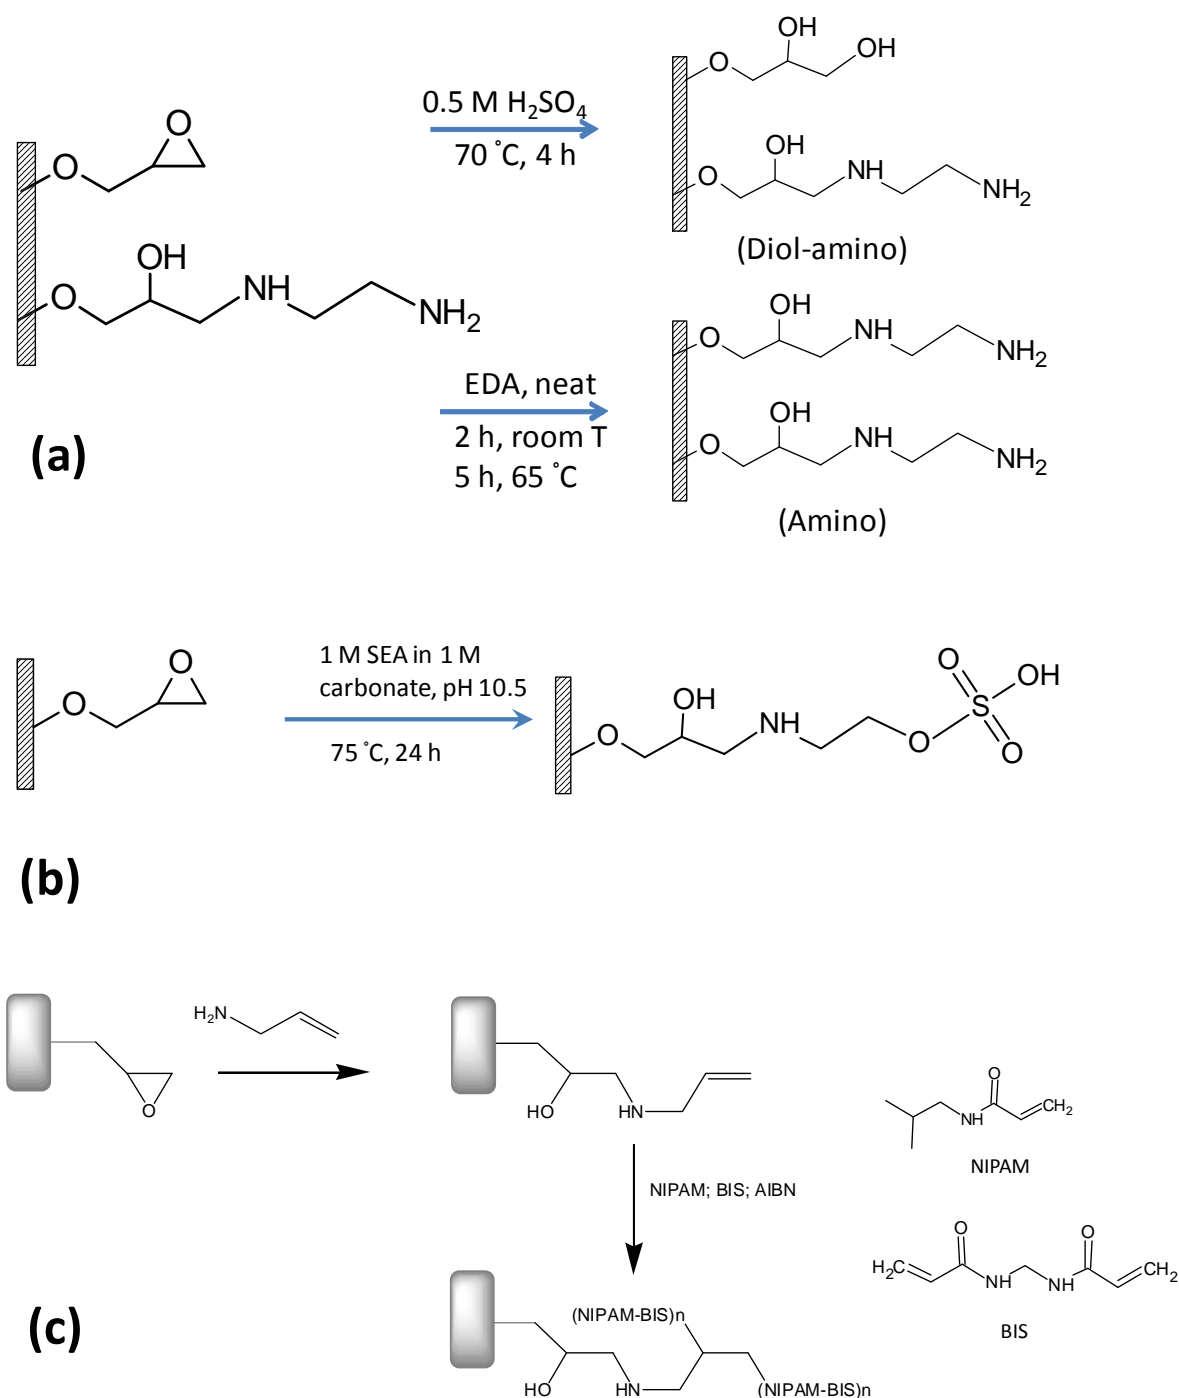 O
O
OH
O
NH
NH2
(a)
0.5 M H2SO4
70 °C, 4 h
EDA, neat
2 h, room T
5 h, 65 °C
OH
O
OH
OH
O
NH
NH2
(Diol-amino)
OH
O
NH
NH2
OH
O
NH
NH2
(Amino)
O
O
1 M SEA in 1 M
carbonate, pH 10.5
75 °C, 24 h
OH
O
NH
O
O
S
OH
O
(b)
O
H2N
HO
HN
NIPAM; BIS; AIBN
O
NH
CH2
NIPAM
O
O
H2C
NH
NH
CH2
BIS
(c)
(NIPAM-BIS)n
HO
HN
(NIPAM-BIS)n